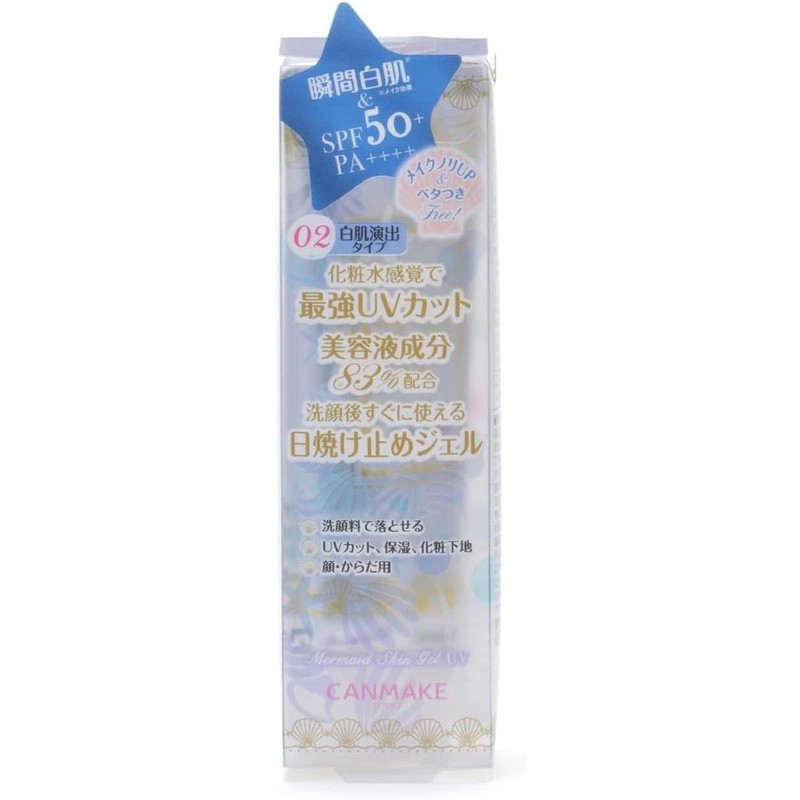 瞬間白肌※
※メイク効果
&
SPF50+
PA++++
メイクノリUP
&
ベタつき
Free!
02 白肌演出
タイプ
化粧水感覚で
最強UVカット
美容液成分
83%配合
洗顔後すぐに使える
日焼け止めジェル
洗顔料で落とせる
UVカット、保湿、化粧下地
顔・からだ用
Mermaid Skin Gel UV
CANMAKE